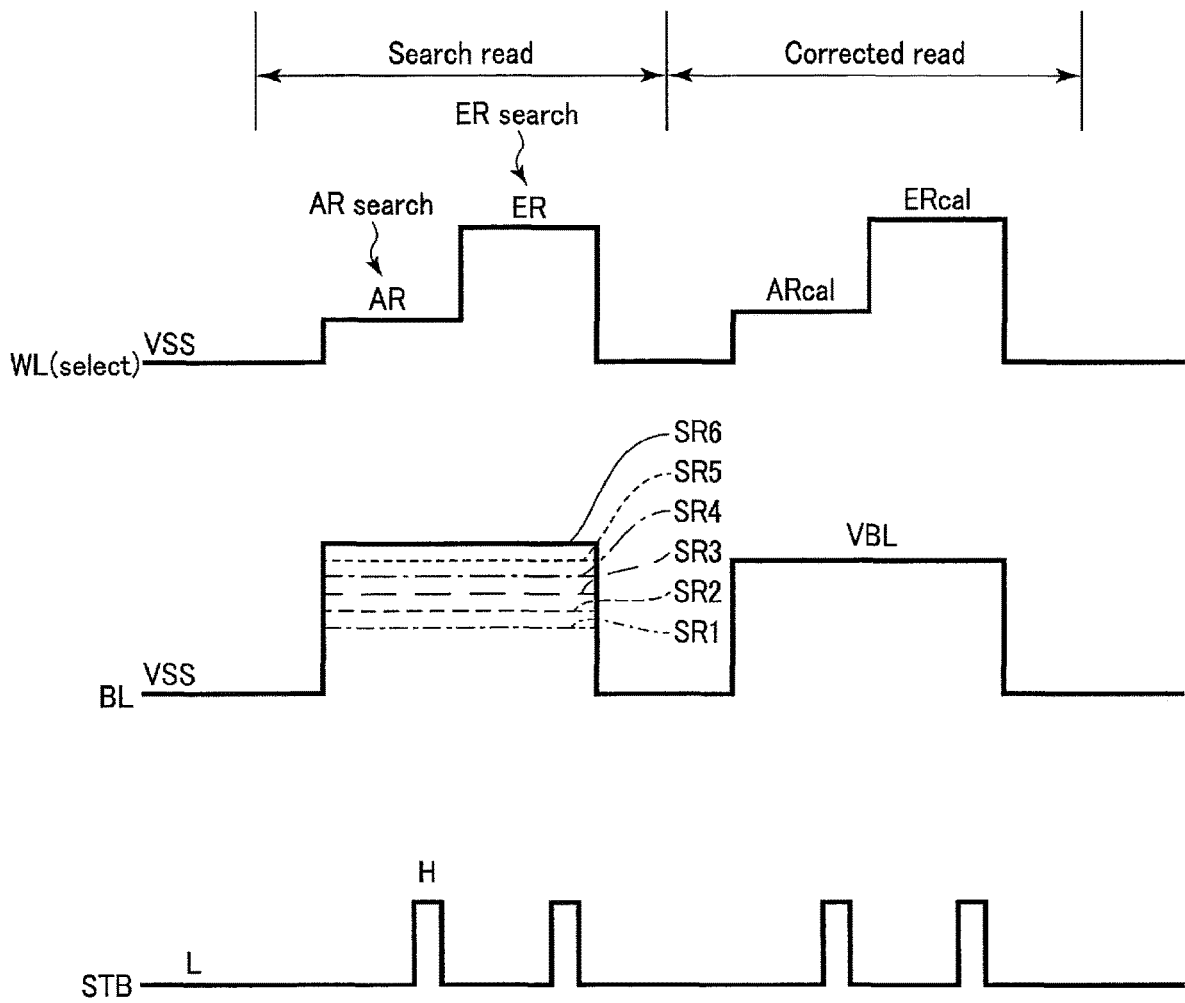 Search read
Corrected read
ER search
AR search
ER
ERcal
AR
ARcal
VSS
WL(select)
SR6
SR5
SR4
VBL
SR3
SR2
SR1
VSS
BL
H
L
STB